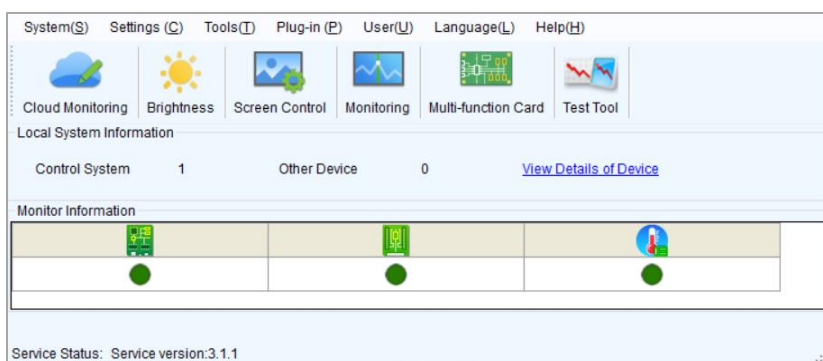 System(S) Settings (C) Tools(T) Plug-in (P) User(U) Language(L) Help(H)
Cloud Monitoring Brightness Screen Control Monitoring Multi-function Card Test Tool
Local System Information
Control System 1 Other Device 0 View Details of Device
Monitor Information
Service Status: Service version:3.1.1